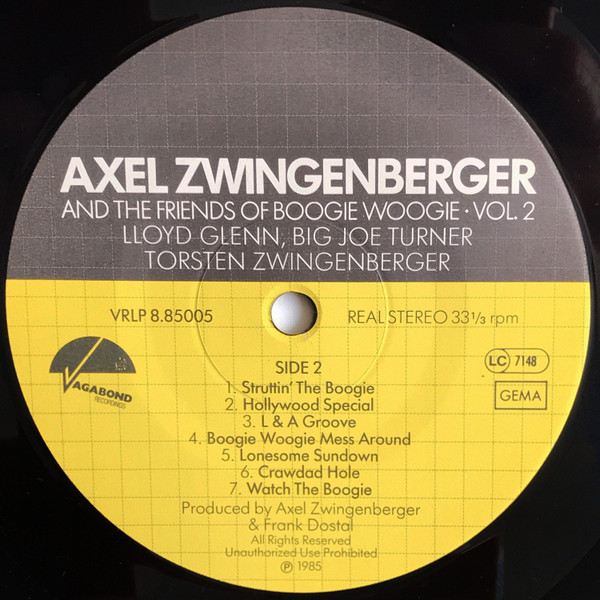 AXEL ZWINGENBERGER
AND THE FRIENDS OF BOOGIE WOOGIE · VOL. 2
LLOYD GLENN, BIG JOE TURNER
TORSTEN ZWINGENBERGER
VRLP 8.85005
REAL STEREO 33 1/3 rpm
VAGABOND
RECORDINGS
SIDE 2
LC 7148
GEMA
1. Struttin' The Boogie
2. Hollywood Special
3. L & A Groove
4. Boogie Woogie Mess Around
5. Lonesome Sundown
6. Crawdad Hole
7. Watch The Boogie
Produced by Axel Zwingenberger
& Frank Dostal
All Rights Reserved
Unauthorized Use Prohibited
℗ 1985